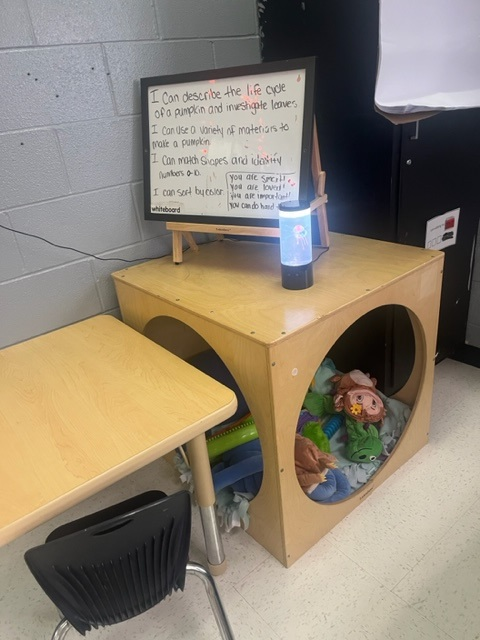 I Can describe the life cycle
of a pumpkin and investigate leaves
I can use a variety of materials to
make a pumpkin
I Can match shapes and identify
numbers 0-10.
I can sort by color.
you are smart!
you are loved!
you are important!
you can do hard
whiteboard